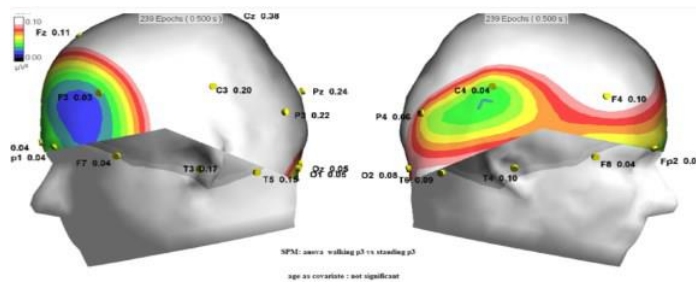 0.10
0.00
239 Epochs ( 0.500 s )
Cz 0.38
Fz 0.11
F3 0.03
C3 0.20
Pz 0.24
P3 0.22
0.04
p1 0.04
F7 0.04
T3 0.17
T5 0.15
Oz 0.05
O1 0.05
239 Epochs ( 0.500 s )
C4 0.04
F4 0.10
P4 0.06
O2 0.08
T6 0.09
T4 0.10
F8 0.04
Fp2 0.0
SPM: anova walking p3 vs standing p3
age as covariate : not significant